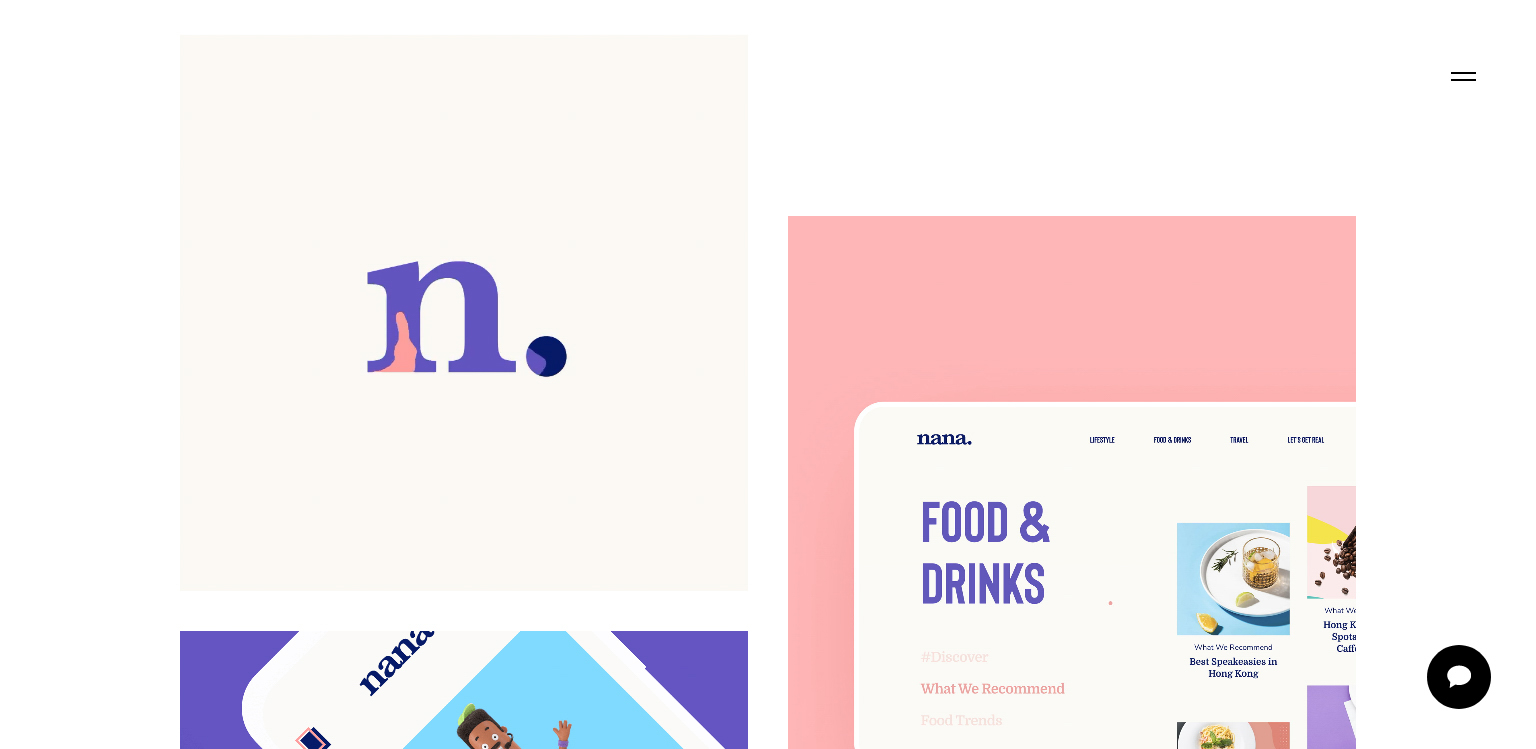 n.
nana.
LIFESTYLE
FOOD & DRINKS
TRAVEL
LET'S GET REAL
FOOD &
DRINKS
#Discover
What We Recommend
Food Trends
What We Recommend
Best Speakeasies in
Hong Kong
What We
Hong K
Spots
Caffe
nana